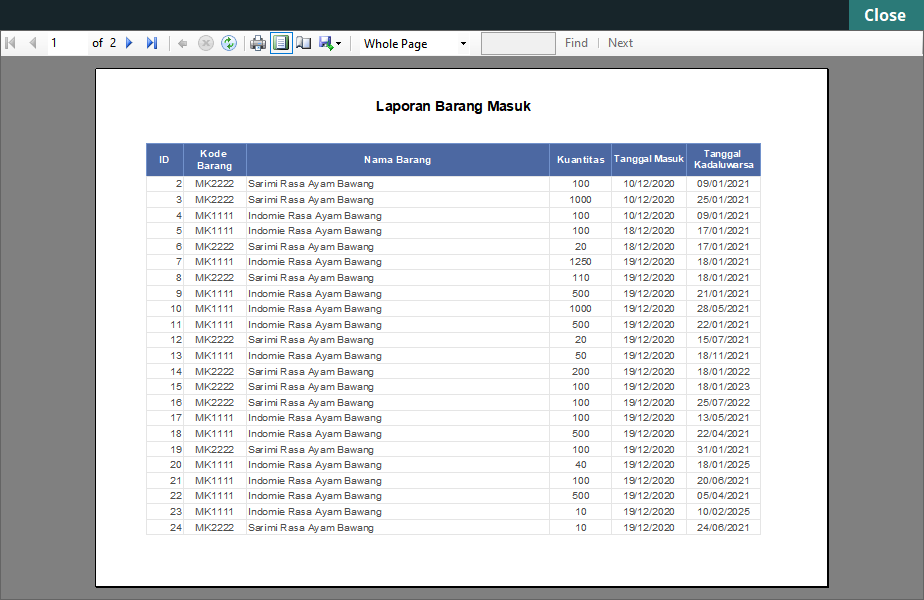 Close
1 of 2 Whole Page Find Next
Laporan Barang Masuk
ID Kode Barang Nama Barang Kuantitas Tanggal Masuk Tanggal Kadaluwarsa
2 MK2222 Sarimi Rasa Ayam Bawang 100 10/12/2020 09/01/2021
3 MK2222 Sarimi Rasa Ayam Bawang 1000 10/12/2020 25/01/2021
4 MK1111 Indomie Rasa Ayam Bawang 100 10/12/2020 09/01/2021
5 MK1111 Indomie Rasa Ayam Bawang 100 18/12/2020 17/01/2021
6 MK2222 Sarimi Rasa Ayam Bawang 20 18/12/2020 17/01/2021
7 MK1111 Indomie Rasa Ayam Bawang 1250 19/12/2020 18/01/2021
8 MK2222 Sarimi Rasa Ayam Bawang 110 19/12/2020 18/01/2021
9 MK1111 Indomie Rasa Ayam Bawang 500 19/12/2020 21/01/2021
10 MK1111 Indomie Rasa Ayam Bawang 1000 19/12/2020 28/05/2021
11 MK1111 Indomie Rasa Ayam Bawang 500 19/12/2020 22/01/2021
12 MK2222 Sarimi Rasa Ayam Bawang 20 19/12/2020 15/07/2021
13 MK1111 Indomie Rasa Ayam Bawang 50 19/12/2020 18/11/2021
14 MK2222 Sarimi Rasa Ayam Bawang 200 19/12/2020 18/01/2022
15 MK2222 Sarimi Rasa Ayam Bawang 100 19/12/2020 18/01/2023
16 MK2222 Sarimi Rasa Ayam Bawang 100 19/12/2020 25/07/2022
17 MK1111 Indomie Rasa Ayam Bawang 100 19/12/2020 13/05/2021
18 MK1111 Indomie Rasa Ayam Bawang 500 19/12/2020 22/04/2021
19 MK2222 Sarimi Rasa Ayam Bawang 100 19/12/2020 31/01/2021
20 MK1111 Indomie Rasa Ayam Bawang 40 19/12/2020 18/01/2025
21 MK1111 Indomie Rasa Ayam Bawang 100 19/12/2020 20/06/2021
22 MK1111 Indomie Rasa Ayam Bawang 500 19/12/2020 05/04/2021
23 MK1111 Indomie Rasa Ayam Bawang 10 19/12/2020 10/02/2025
24 MK2222 Sarimi Rasa Ayam Bawang 10 19/12/2020 24/06/2021